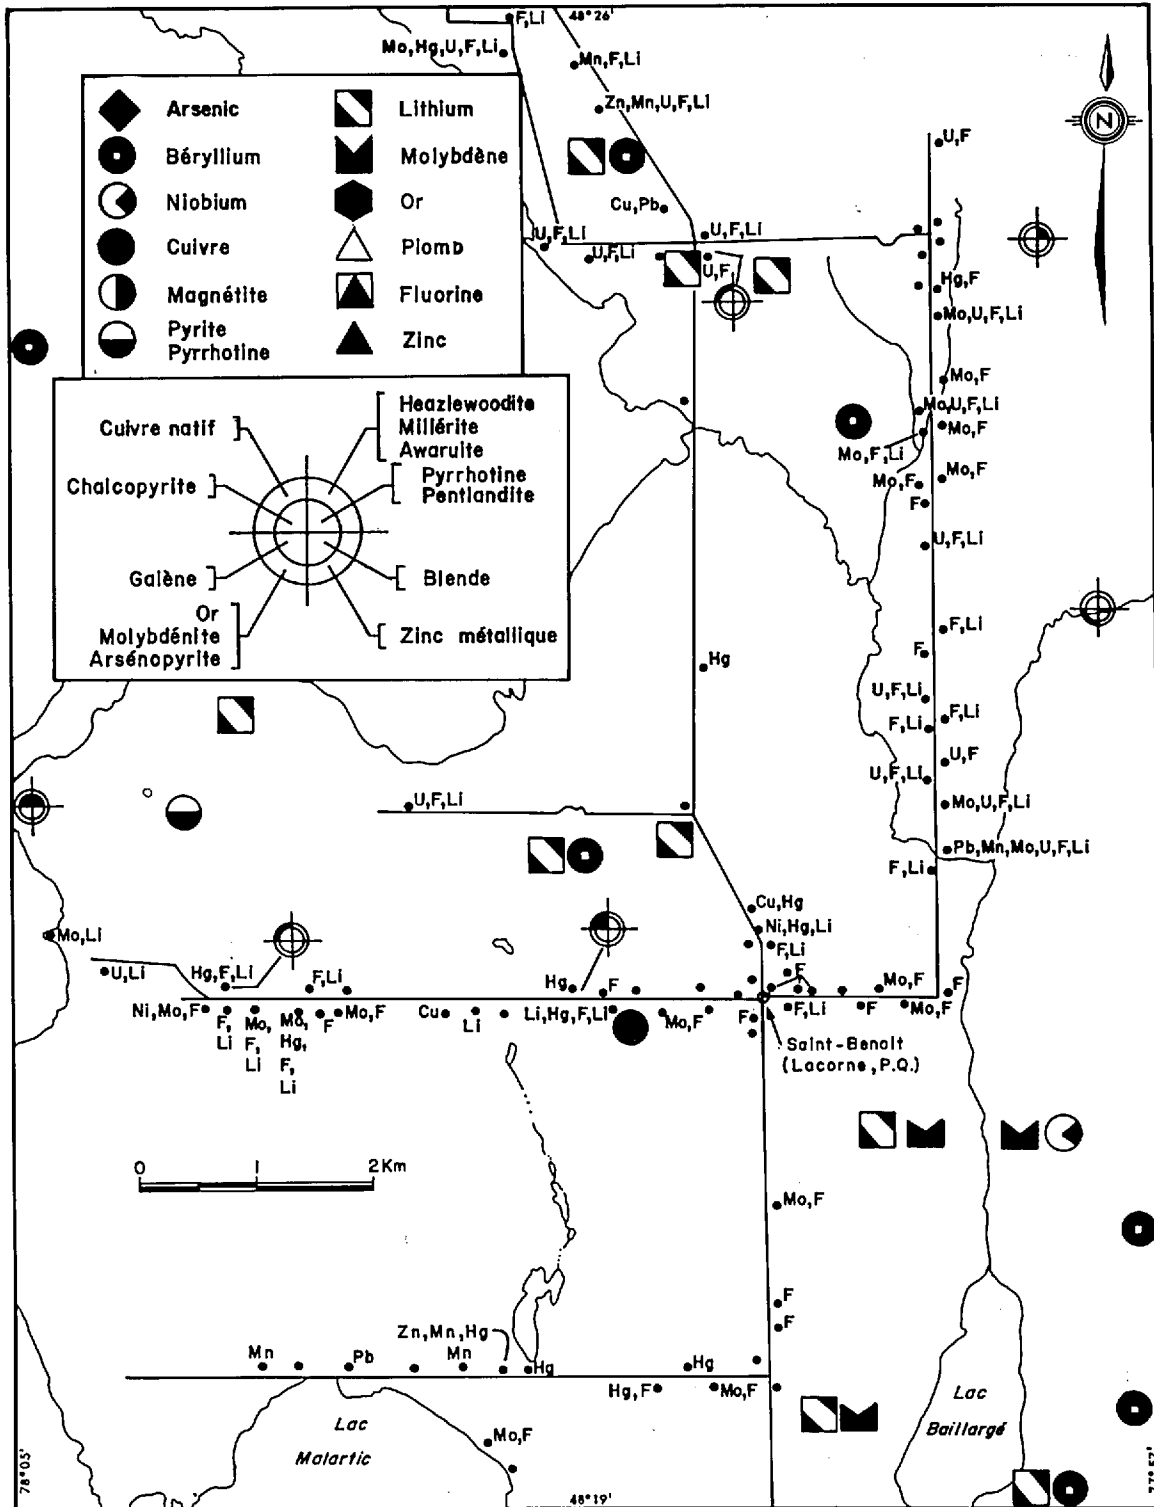 F,Li
48°26'
Mo,Hg,U,F,Li
Mn,F,Li
Zn,Mn,U,F,Li
Arsenic
Lithium
Béryllium
Molybdène
Niobium
Or
Cuivre
Plomb
Magnétite
Fluorine
Pyrite
Pyrrhotine
Zinc
N
U,F
Cu,Pb
U,F,Li
U,F,Li
U,F,Li
U,F
Hg,F
Mo,U,F,Li
Mo,F
Mo,U,F,Li
Mo,F
Mo,F,Li
Mo,F
Mo,F
F
U,F,Li
Cuivre natif
Heazlewoodite
Millérite
Awaruite
Chalcopyrite
Pyrrhotine
Pentlandite
Galène
Blende
Or
Molybdénite
Arsénopyrite
Zinc métallique
F,Li
F
Hg
U,F,Li
F,Li
F,Li
U,F
U,F,Li
U,F,Li
Mo,U,F,Li
Pb,Mn,Mo,U,F,Li
F,Li
Cu,Hg
Ni,Hg,Li
F,Li
Mo,Li
U,Li
Hg,F,Li
F,Li
Hg
F
F
Mo,F
F
Ni,Mo,F
F,
Li
Mo,
F,
Li
Mo,
Hg,
F,
Li
F
Mo,F
Cu
Li
Li,Hg,F,Li
Mo,F
F
F,Li
F
Mo,F
Saint-Benoit
(Lacorne,P.Q.)
0 1 2Km
Mo,F
F
F
Zn,Mn,Hg
Mn
Pb
Mn
Hg
Hg
Hg,F
Mo,F
Lac
Malartic
Mo,F
Lac
Baillargé
78°05'
48°19'
77°52'